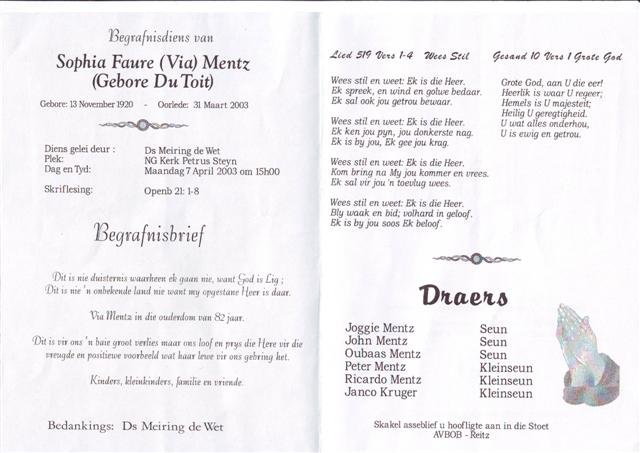 Begrafnisdiens van
Sophia Faure (Via) Mentz
(Gebore Du Toit)
Gebore: 13 November 1920 - Oorlede: 31 Maart 2003
Diens gelei deur : Ds Meiring de Wet
Plek: NG Kerk Petrus Steyn
Dag en Tyd: Maandag 7 April 2003 om 15h00
Skriflesing: Openb 21: 1-8
Begrafnisbrief
Dit is nie duisternis waarheen ek gaan nie, want God is Lig ;
Dit is nie 'n onbekende land nie want my opgestane Heer is daar.
Via Mentz in die ouderdom van 82 jaar.
Dit is vir ons 'n baie groot verlies maar ons loof en prys die Here vir die
vreugde en positiewe voorbeeld wat haar lewe vir ons gebring het.
Kinders, kleinkinders, familie en vriende.
Bedankings: Ds Meiring de Wet
Lied 519 Vers 1-4 Wees Stil
Wees stil en weet: Ek is die Heer.
Ek spreek, en wind en golwe bedaar.
Ek sal ook jou getrou bewaar.
Wees stil en weet: Ek is die Heer.
Ek ken jou pyn, jou donkerste nag.
Ek is by jou, Ek gee jou krag.
Wees stil en weet: Ek is die Heer.
Kom bring na My jou kommer en vrees.
Ek sal vir jou 'n toevlug wees.
Wees stil en weet: Ek is die Heer.
Bly waak en bid; volhard in geloof.
Ek is by jou soos Ek beloof.
Gesand 10 Vers 1 Grote God
Grote God, aan U die eer!
Heerlik is waar U regeer;
Hemels is U majesteit;
Heilig U geregtigheid.
U wat alles onderhou,
U is ewig en getrou.
Draers
Joggie Mentz Seun
John Mentz Seun
Oubaas Mentz Seun
Peter Mentz Kleinseun
Ricardo Mentz Kleinseun
Janco Kruger Kleinseun
Skakel asseblief u hoofligte aan in die Stoet
AVBOB - Reitz